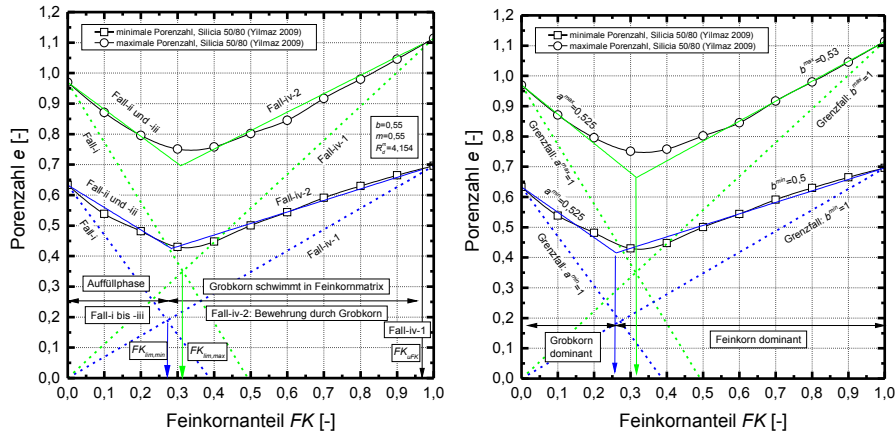 1,2
1,1
1,0
0,9
0,8
0,7
0,6
0,5
0,4
0,3
0,2
0,1
0,0
Porenzahl e [-]
minimale Porenzahl, Silicia 50/80 (Yilmaz 2009)
maximale Porenzahl, Silicia 50/80 (Yilmaz 2009)
Fall-ii und -iii
Fall-iv-2
Fall-i
Fall-iv-1
b=0,55
m=0,55
R_d^m=4,154
Fall-ii und -iii
Fall-iv-2
Fall-i
Fall-iv-1
Auffüllphase
Grobkorn schwimmt in Feinkornmatrix
Fall-i bis -iii
Fall-iv-2: Bewehrung durch Grobkorn
Fall-iv-1
FK_lim,min
FK_lim,max
FK_uFK
0,0 0,1 0,2 0,3 0,4 0,5 0,6 0,7 0,8 0,9 1,0
Feinkornanteil FK [-]
1,2
1,1
1,0
0,9
0,8
0,7
0,6
0,5
0,4
0,3
0,2
0,1
0,0
Porenzahl e [-]
minimale Porenzahl, Silicia 50/80 (Yilmaz 2009)
maximale Porenzahl, Silicia 50/80 (Yilmaz 2009)
a^max=0,525
b^max=0,53
Grenzfall: a^max=1
Grenzfall: b^max=1
a^min=0,525
b^min=0,5
Grenzfall: a^min=1
Grenzfall: b^min=1
Grobkorn
dominant
Feinkorn dominant
0,0 0,1 0,2 0,3 0,4 0,5 0,6 0,7 0,8 0,9 1,0
Feinkornanteil FK [-]